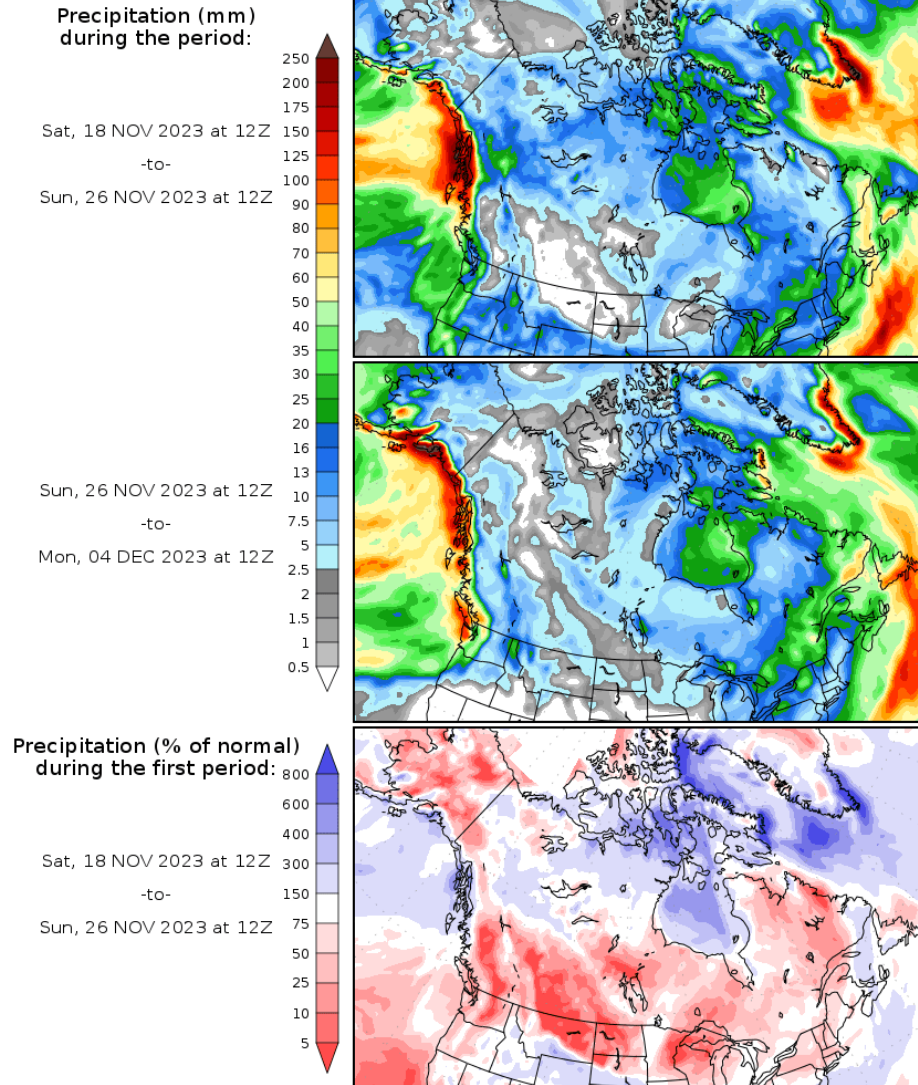 Precipitation (mm)
during the period:
250
200
175
Sat, 18 NOV 2023 at 12Z
150
-to-
125
Sun, 26 NOV 2023 at 12Z
100
90
80
70
60
50
40
35
30
25
20
16
Sun, 26 NOV 2023 at 12Z
13
-to-
10
7.5
Mon, 04 DEC 2023 at 12Z
5
2.5
2
1.5
1
0.5
Precipitation (% of normal)
during the first period:
800
600
400
Sat, 18 NOV 2023 at 12Z
300
-to-
150
Sun, 26 NOV 2023 at 12Z
75
50
25
10
5